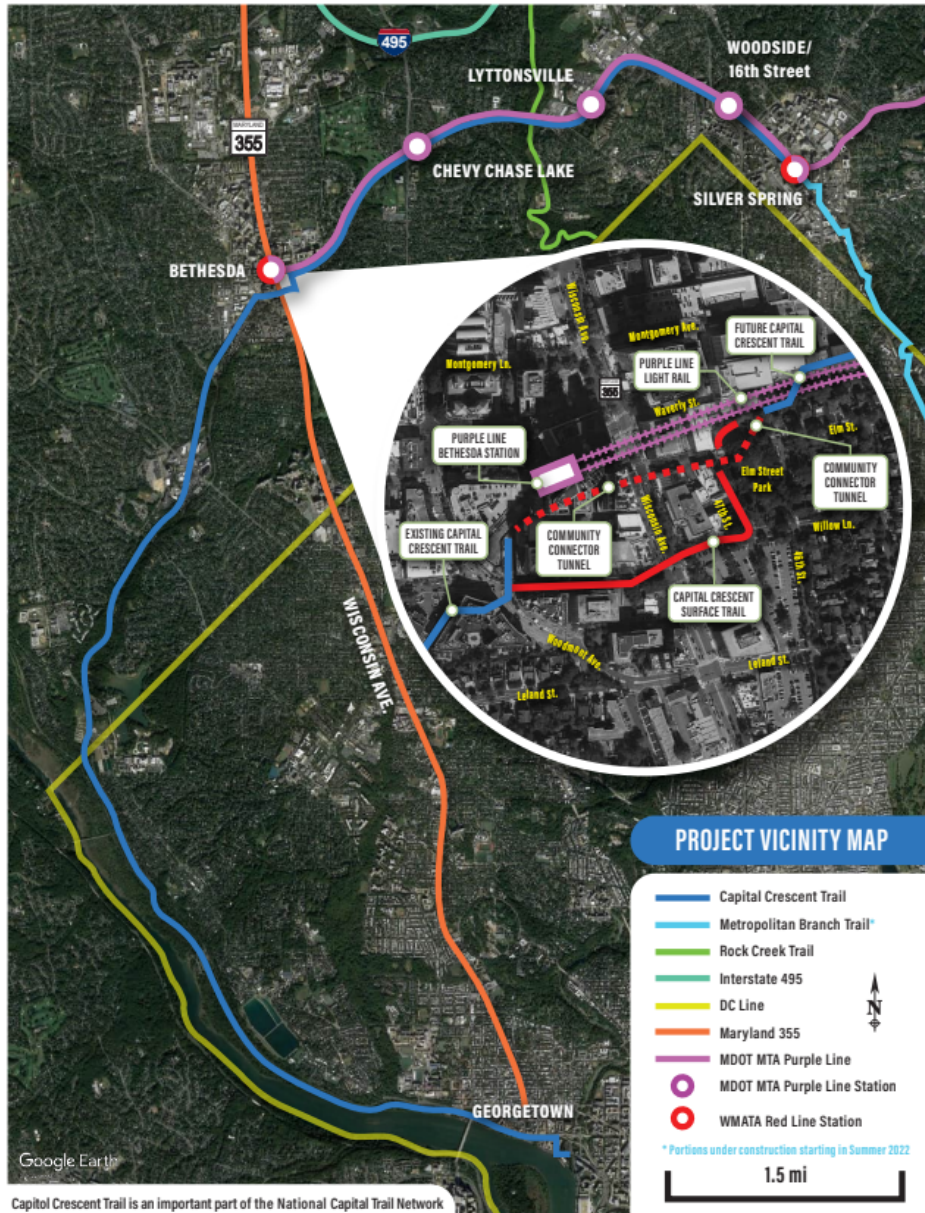 495
WOODSIDE/
16th Street
LYTTONSVILLE
MARYLAND
355
CHEVY CHASE LAKE
SILVER SPRING
BETHESDA
Wisconsin Ave.
Montgomery Ave.
FUTURE CAPITAL
CRESCENT TRAIL
Montgomery Ln.
PURPLE LINE
LIGHT RAIL
355
Waverly St.
PURPLE LINE
BETHESDA STATION
Elm St.
Elm Street
Park
COMMUNITY
CONNECTOR
TUNNEL
EXISTING CAPITAL
CRESCENT TRAIL
COMMUNITY
CONNECTOR
TUNNEL
Wisconsin Ave.
47th St.
Willow Ln.
46th St.
CAPITAL CRESCENT
SURFACE TRAIL
Woodmont Ave.
Leland St.
Leland St.
WISCONSIN AVE.
PROJECT VICINITY MAP
Capital Crescent Trail
Metropolitan Branch Trail*
Rock Creek Trail
Interstate 495
DC Line
Maryland 355
MDOT MTA Purple Line
MDOT MTA Purple Line Station
WMATA Red Line Station
N
* Portions under construction starting in Summer 2022
1.5 mi
GEORGETOWN
Google Earth
Capitol Crescent Trail is an important part of the National Capital Trail Network